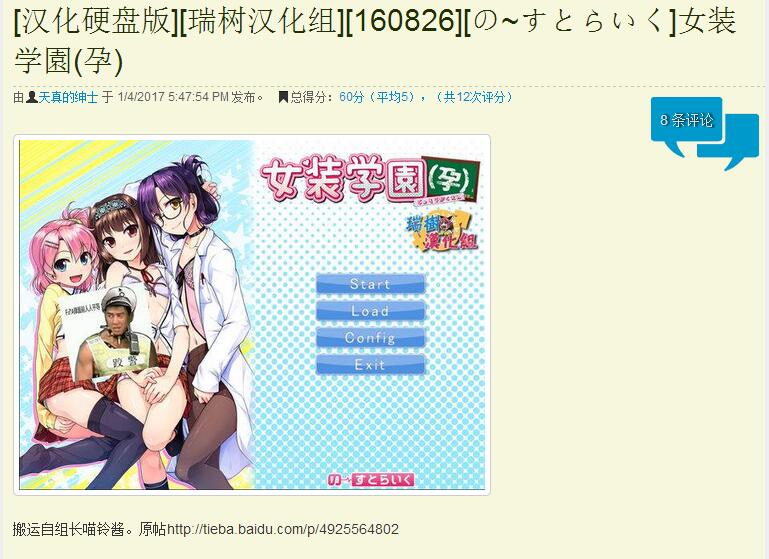 [汉化硬盘版][瑞树汉化组][160826][の~すとらいく]女装
学園(孕)
由天真的绅士 于 1/4/2017 5:47:54 PM 发布。 总得分：60分（平均5），（共12次评分）
8 条评论
女装学園(孕)
瑞樹
漢化組
Start
Load
Config
Exit
の～すとらいく
搬运自组长喵铃酱。原帖http://tieba.baidu.com/p/4925564802